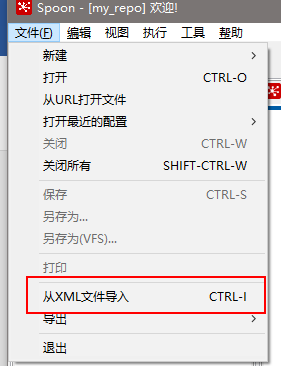 Spoon - [my_repo] 欢迎!
文件(F) 编辑 视图 执行 工具 帮助
新建
打开 CTRL-O
从URL打开文件
打开最近的配置
关闭 CTRL-W
关闭所有 SHIFT-CTRL-W
保存 CTRL-S
另存为...
另存为(VFS)...
打印
从XML文件导入 CTRL-I
导出
退出